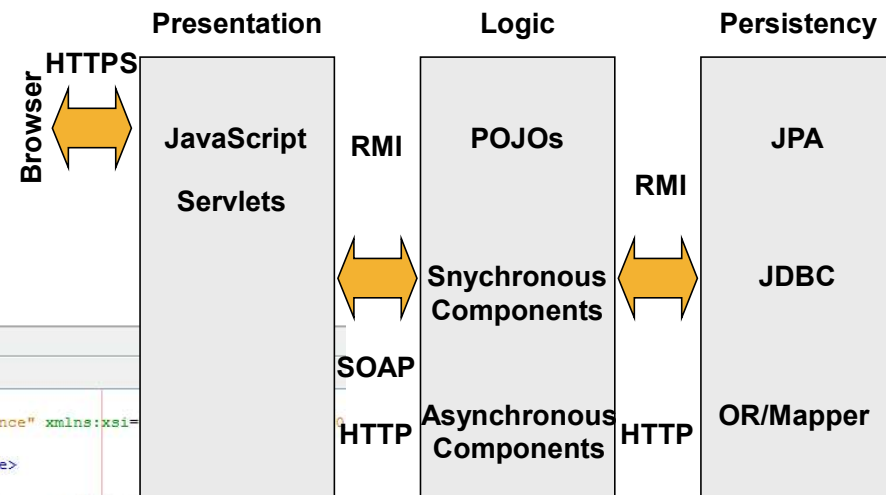 Presentation
Logic
Persistency
HTTPS
Browser
JavaScript
RMI
POJOs
JPA
Servlets
RMI
Snychronous
Components
JDBC
SOAP
nce" xmlns:xsi=
HTTP
Asynchronous
Components
HTTP
OR/Mapper
e>